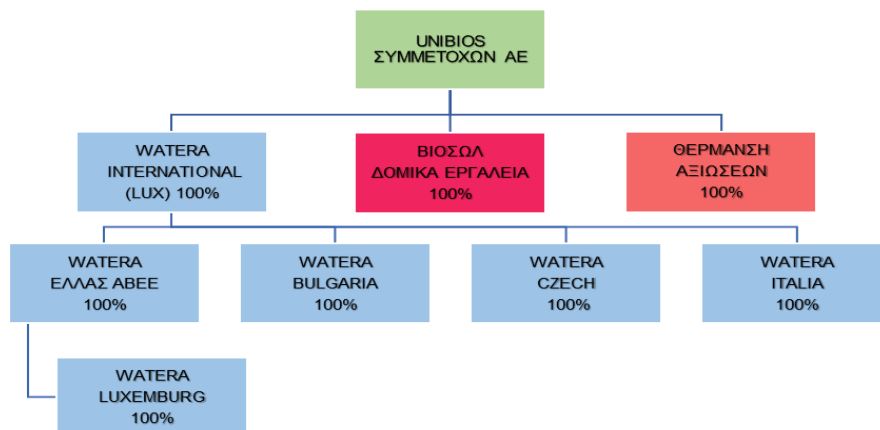 UNIBIOS
ΣΥΜΜΕΤΟΧΩΝ ΑΕ
WATERA
INTERNATIONAL
(LUX) 100%
ΒΙΟΣΩΛ
ΔΟΜΙΚΑ ΕΡΓΑΛΕΙΑ
100%
ΘΕΡΜΑΝΣΗ
ΑΞΙΩΣΕΩΝ
100%
WATERA
ΕΛΛΑΣ ΑΒΕΕ
100%
WATERA
BULGARIA
100%
WATERA
CZECH
100%
WATERA
ITALIA
100%
WATERA
LUXEMBURG
100%